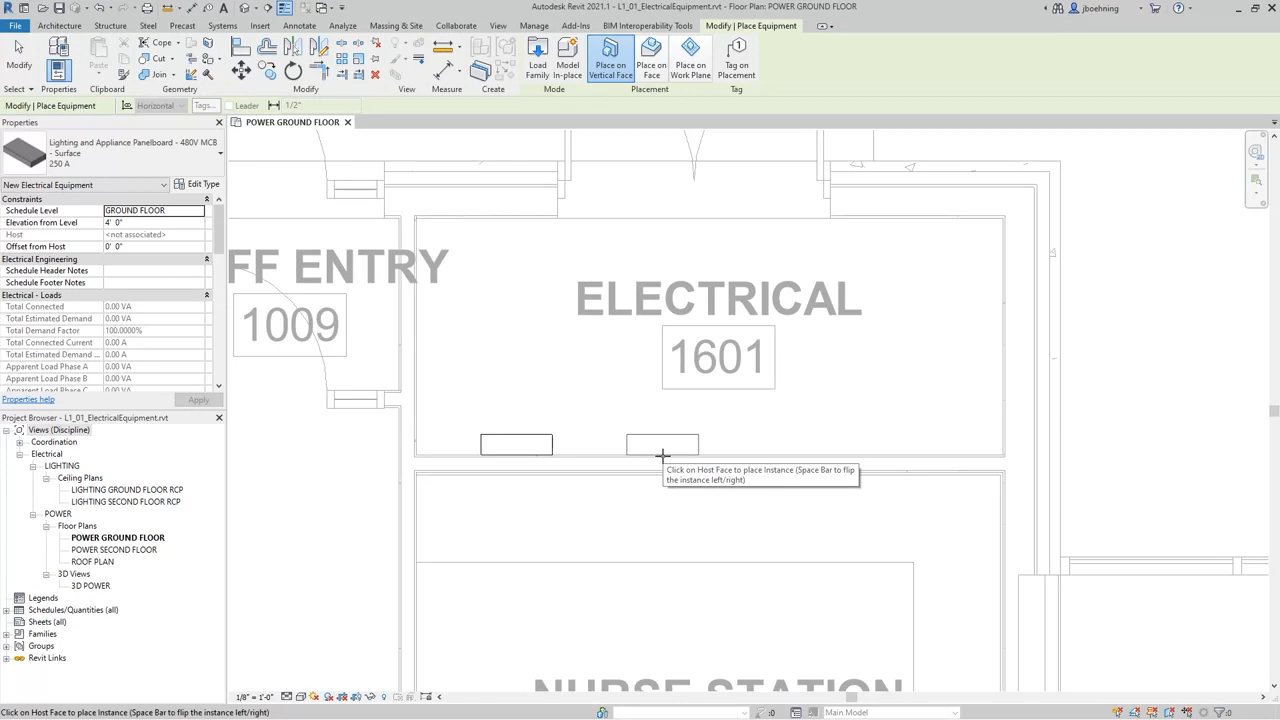 Autodesk Revit 2021.1 - L1_01_ElectricalEquipment.rvt - Floor Plan: POWER GROUND FLOOR
jboehning
File
Architecture
Structure
Steel
Precast
Systems
Insert
Annotate
Analyze
Massing & Site
Collaborate
View
Manage
Add-Ins
BIM Interoperability Tools
Modify | Place Equipment
Modify
Paste
Cope
Cut
Join
Load
Family
Model
In-place
Place on
Vertical Face
Place on
Face
Place on
Work Plane
Tag on
Placement
Select
Properties
Clipboard
Geometry
Modify
View
Measure
Create
Mode
Placement
Tag
Modify | Place Equipment
Horizontal
Tags...
Leader
1/2"
Properties
POWER GROUND FLOOR
Lighting and Appliance Panelboard - 480V MCB
- Surface
250 A
New Electrical Equipment
Edit Type
Constraints
Schedule Level
GROUND FLOOR
Elevation from Level
4' 0"
Host
<not associated>
Offset from Host
0' 0"
Electrical Engineering
Schedule Header Notes
Schedule Footer Notes
Electrical - Loads
Total Connected
0.00 VA
Total Estimated Demand
0.00 VA
Total Demand Factor
100.0000%
Total Connected Current
0.00 A
Total Estimated Demand ...
0.00 A
Apparent Load Phase A
0.00 VA
Apparent Load Phase B
0.00 VA
Apparent Load Phase C
Properties help
Apply
Project Browser - L1_01_ElectricalEquipment.rvt
Views (Discipline)
Coordination
Electrical
LIGHTING
Ceiling Plans
LIGHTING GROUND FLOOR RCP
LIGHTING SECOND FLOOR RCP
POWER
Floor Plans
POWER GROUND FLOOR
POWER SECOND FLOOR
ROOF PLAN
3D Views
3D POWER
Legends
Schedules/Quantities (all)
Sheets (all)
Families
Groups
Revit Links
FF ENTRY
1009
ELECTRICAL
1601
Click on Host Face to place Instance (Space Bar to flip
the instance left/right)
NURSE STATION
1/8" = 1'-0"
Click on Host Face to place Instance (Space Bar to flip the instance left/right)
:0
Main Model
:0